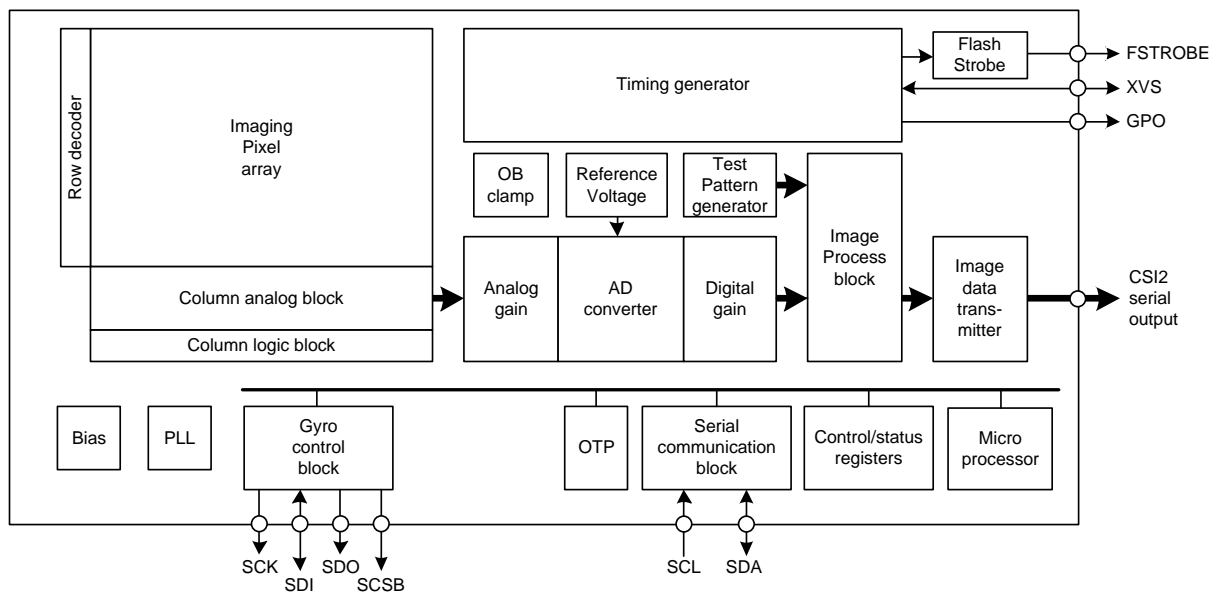 Row decoder
Imaging
Pixel
array
Timing generator
Flash
Strobe
FSTROBE
XVS
GPO
OB
clamp
Reference
Voltage
Test
Pattern
generator
Image
Process
block
Column analog block
Column logic block
Analog
gain
AD
converter
Digital
gain
Image
data
trans-
mitter
CSI2
serial
output
Bias
PLL
Gyro
control
block
OTP
Serial
communication
block
Control/status
registers
Micro
processor
SCK
SDI
SDO
SCSB
SCL
SDA